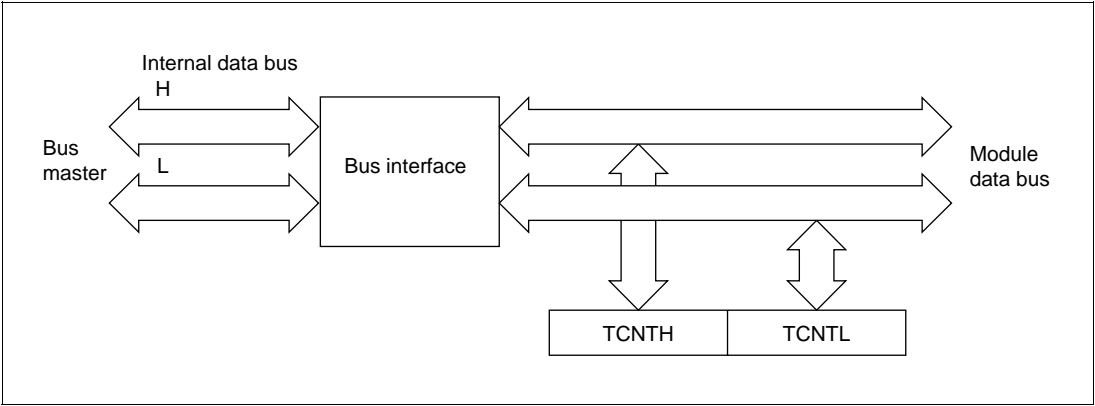 Internal data bus
H
Bus
master
L
Bus interface
Module
data bus
TCNTH
TCNTL